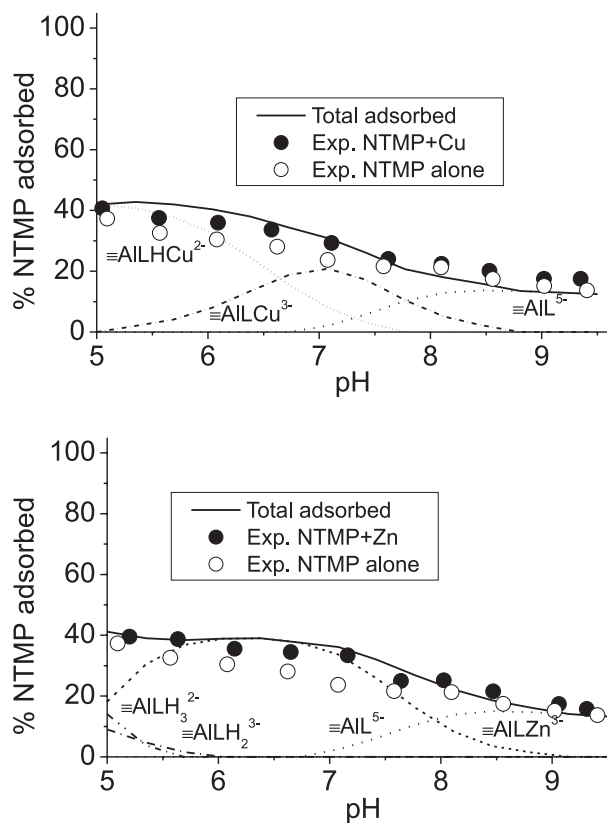 100
80
60
40
20
0
% NTMP adsorbed
Total adsorbed
Exp. NTMP+Cu
Exp. NTMP alone
≡AlLHCu²⁻
≡AlLCu³⁻
≡AlL⁵⁻
5 6 7 8 9
pH
100
80
60
40
20
0
% NTMP adsorbed
Total adsorbed
Exp. NTMP+Zn
Exp. NTMP alone
≡AlLH₃²⁻
≡AlLH₂³⁻
≡AlL⁵⁻
≡AlLZn³⁻
5 6 7 8 9
pH